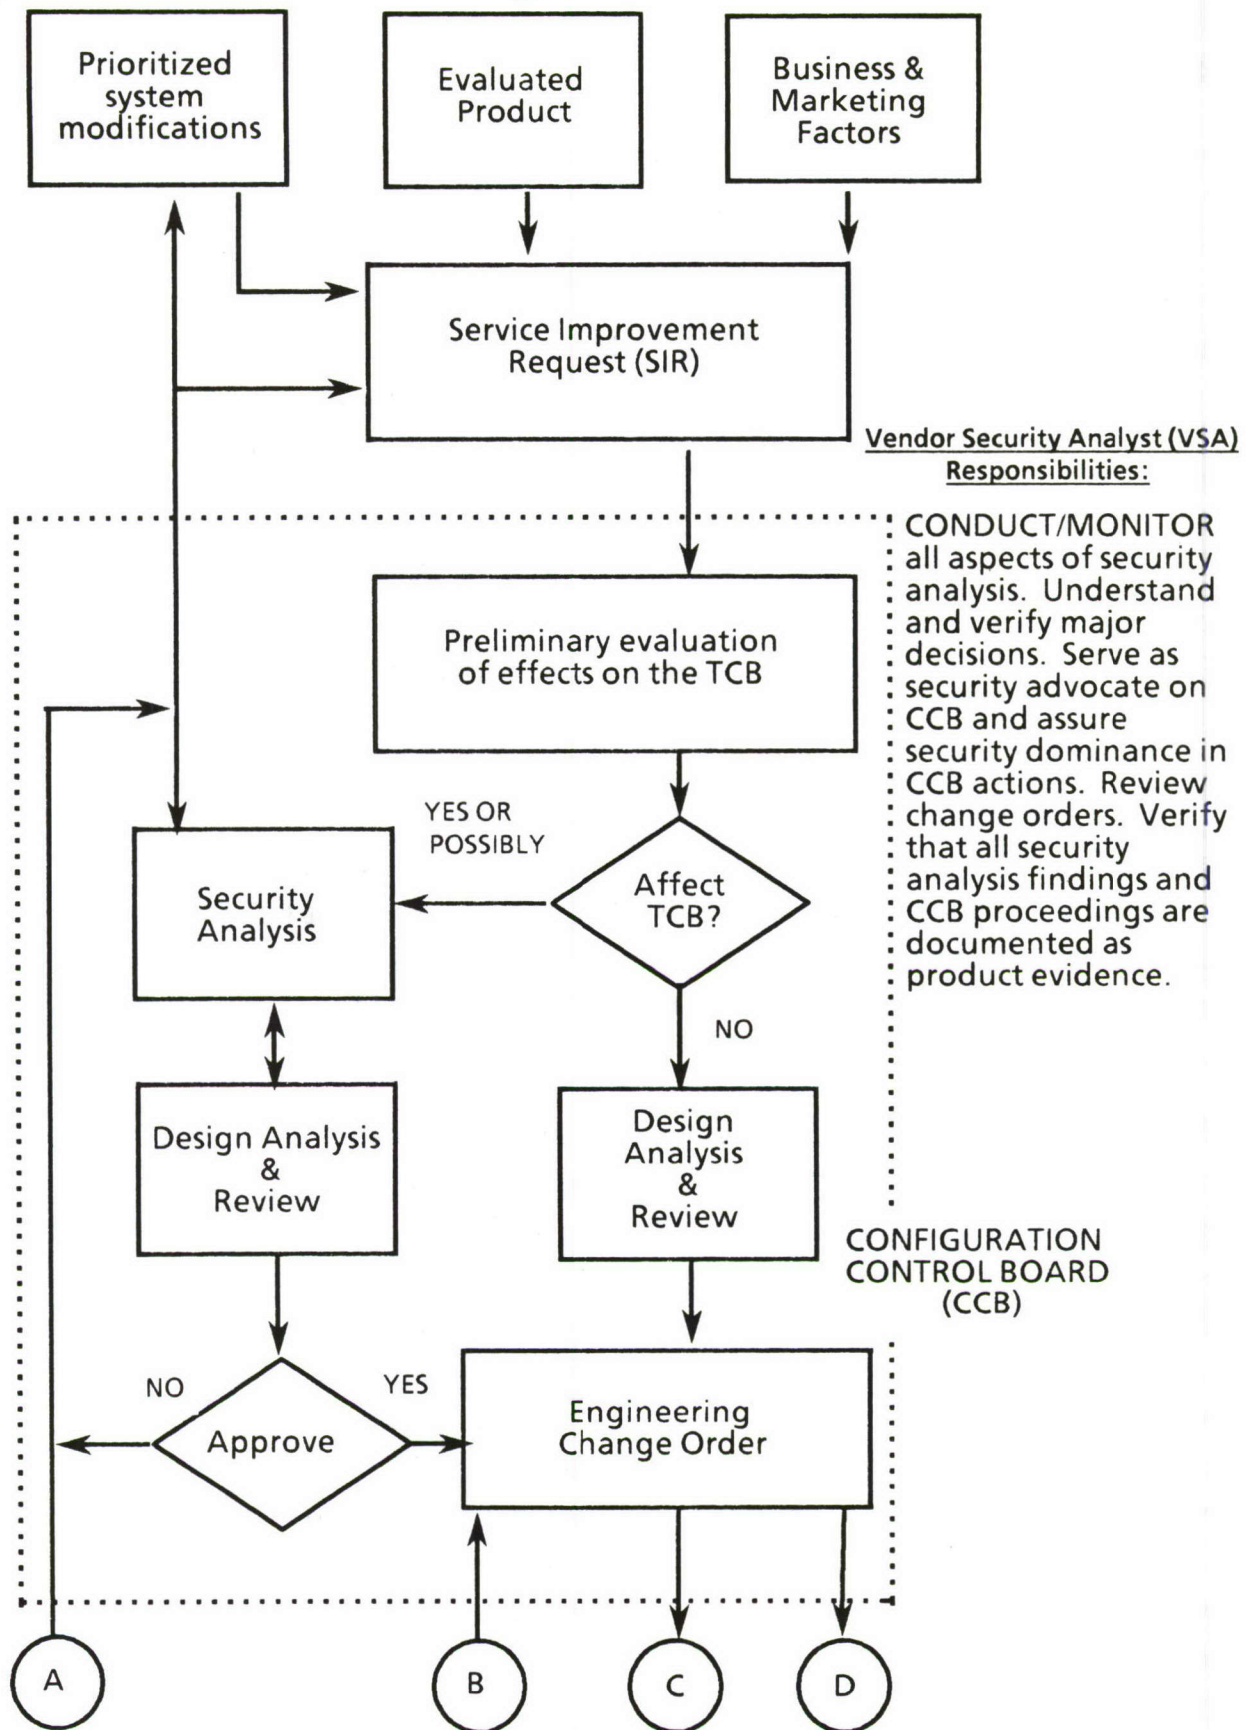 Prioritized
system
modifications
Evaluated
Product
Business &
Marketing
Factors
Service Improvement
Request (SIR)
Vendor Security Analyst (VSA)
Responsibilities:
CONDUCT/MONITOR
all aspects of security
analysis. Understand
and verify major
decisions. Serve as
security advocate on
CCB and assure
security dominance in
CCB actions. Review
change orders. Verify
that all security
analysis findings and
CCB proceedings are
documented as
product evidence.
Preliminary evaluation
of effects on the TCB
YES OR
POSSIBLY
Affect
TCB?
Security
Analysis
NO
Design Analysis
&
Review
Design
Analysis
&
Review
CONFIGURATION
CONTROL BOARD
(CCB)
NO
YES
Approve
Engineering
Change Order
A
B
C
D